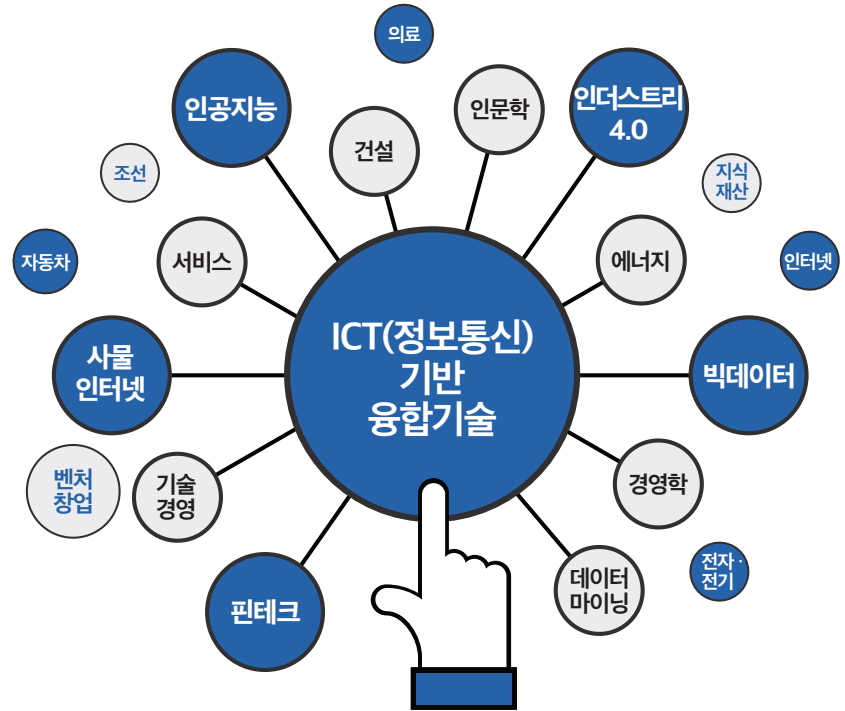 의료
인공지능
인더스트리
4.0
인문학
건설
조선
지식
재산
자동차
서비스
에너지
인터넷
ICT(정보통신)
기반
융합기술
사물
인터넷
빅데이터
벤처
창업
기술
경영
경영학
전자·
전기
데이터
마이닝
핀테크